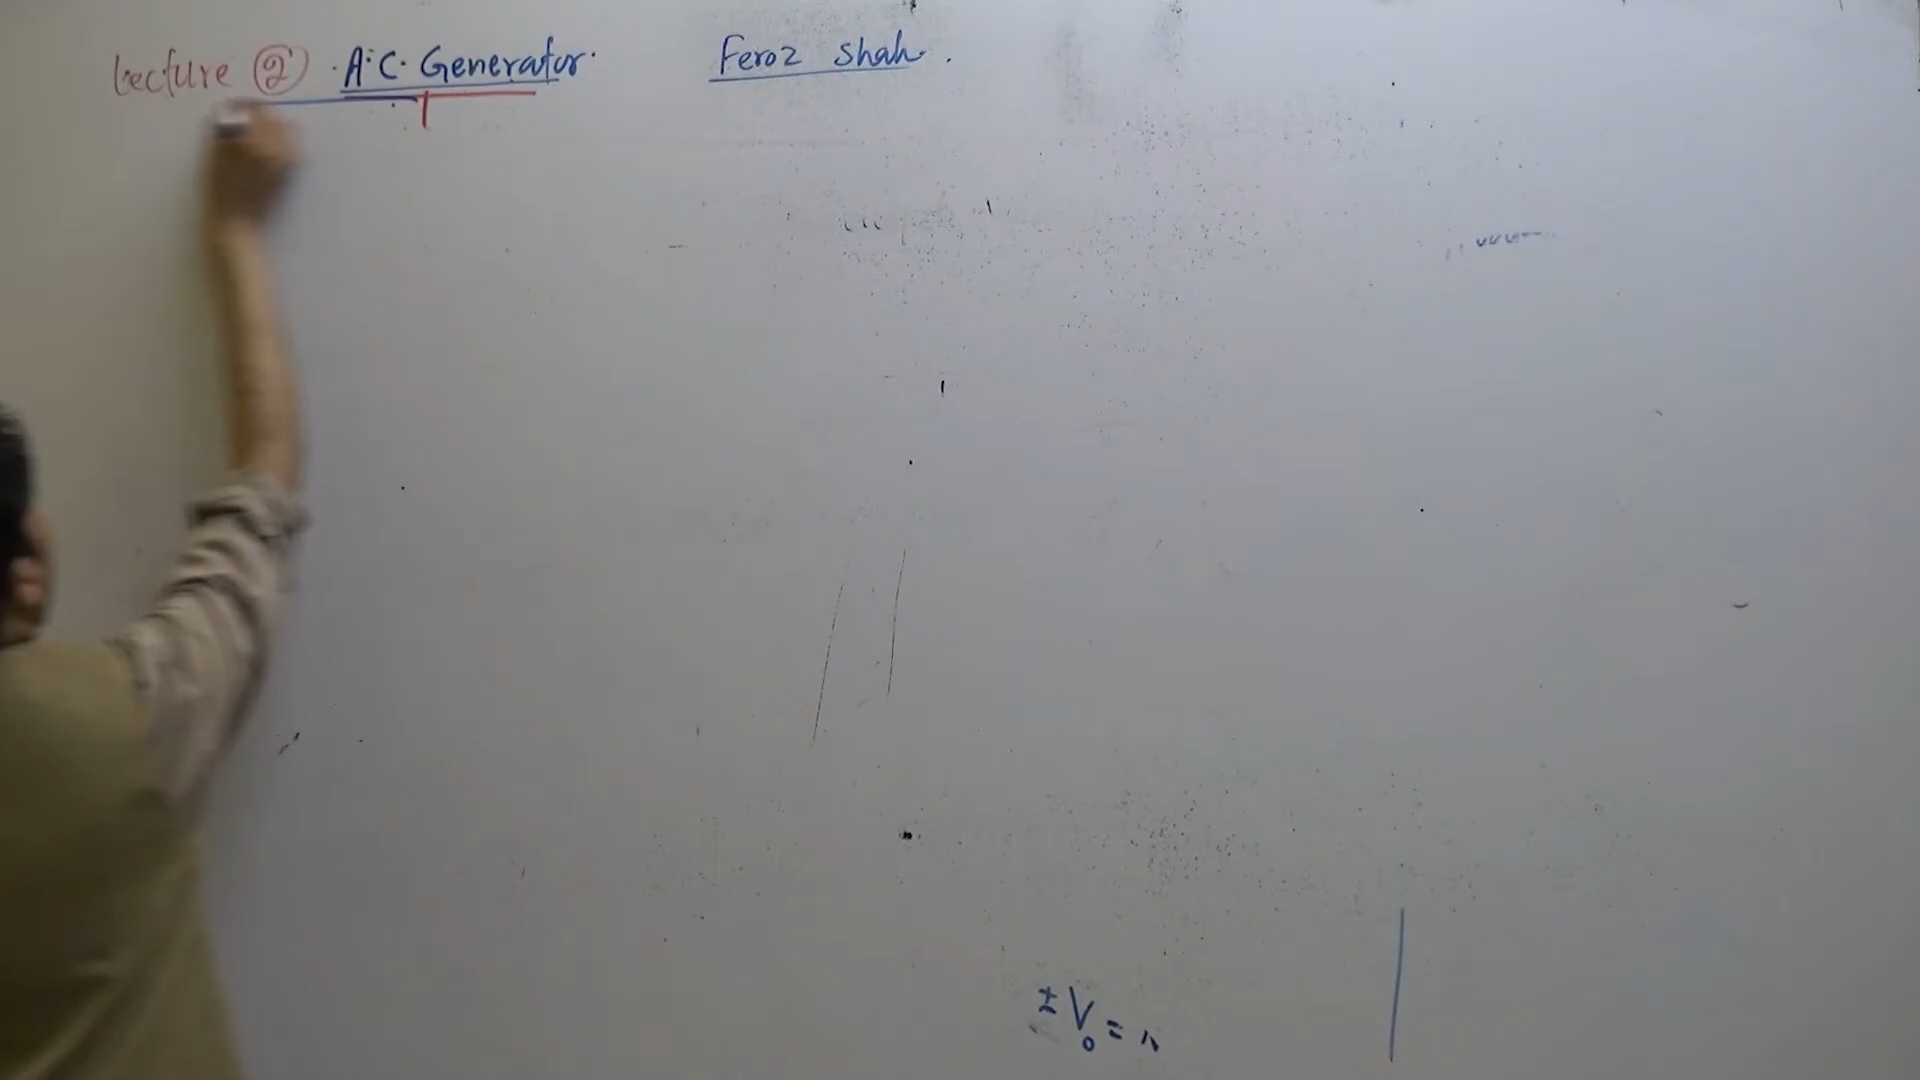 Lecture ② A.C. Generator. Feroz Shah.
± V₀ =